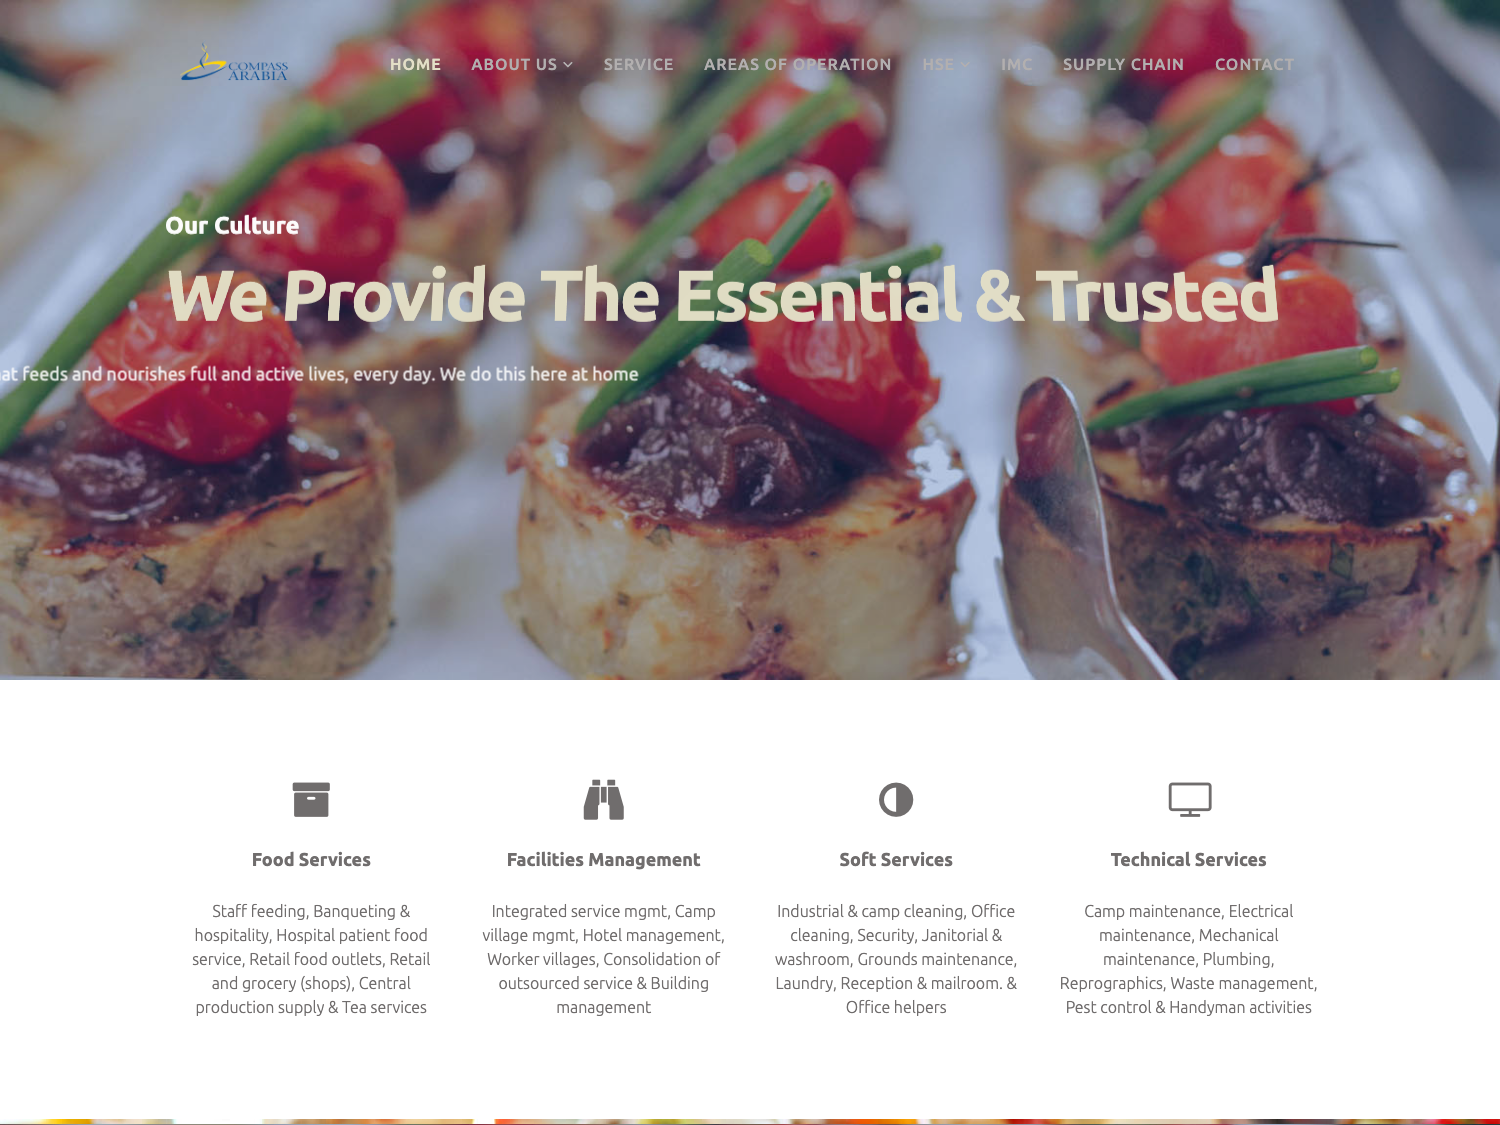 COMPASS
ARABIA
HOME ABOUT US SERVICE AREAS OF OPERATION HSE IMC SUPPLY CHAIN CONTACT
Our Culture
We Provide The Essential & Trusted
at feeds and nourishes full and active lives, every day. We do this here at home
Food Services
Staff feeding, Banqueting &
hospitality, Hospital patient food
service, Retail food outlets, Retail
and grocery (shops), Central
production supply & Tea services
Facilities Management
Integrated service mgmt, Camp
village mgmt, Hotel management,
Worker villages, Consolidation of
outsourced service & Building
management
Soft Services
Industrial & camp cleaning, Office
cleaning, Security, Janitorial &
washroom, Grounds maintenance,
Laundry, Reception & mailroom. &
Office helpers
Technical Services
Camp maintenance, Electrical
maintenance, Mechanical
maintenance, Plumbing,
Reprographics, Waste management,
Pest control & Handyman activities